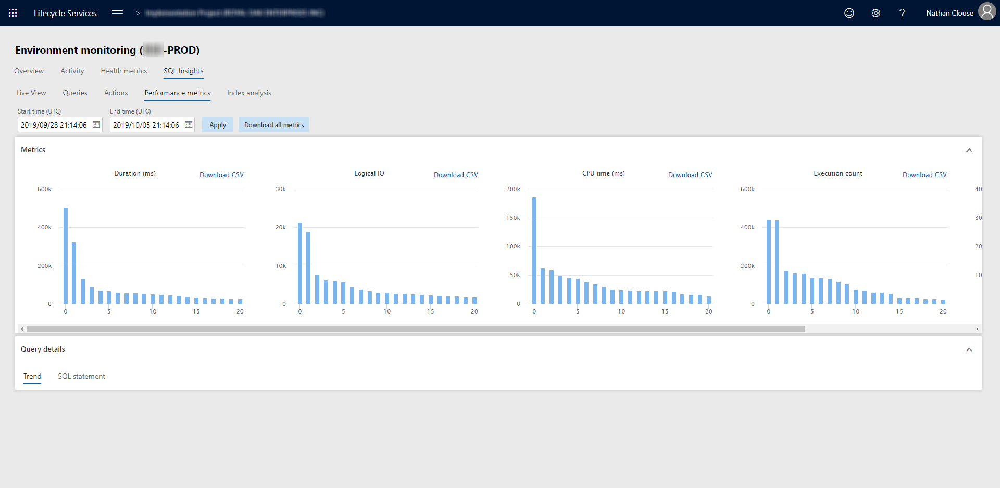 Lifecycle Services > Nathan Clouse
Environment monitoring ( -PROD)
Overview Activity Health metrics SQL Insights
Live View Queries Actions Performance metrics Index analysis
Start time (UTC) End time (UTC)
2019/09/28 21:14:06 2019/10/05 21:14:06 Apply Download all metrics
Metrics
Duration (ms) Download CSV
600k
400k
200k
0
0 5 10 15 20
Logical IO Download CSV
30k
20k
10k
0
0 5 10 15 20
CPU time (ms) Download CSV
200k
150k
100k
50k
0
0 5 10 15 20
Execution count Download CSV
600k
400k
200k
0
0 5 10 15 20
40
30
20
10
Query details
Trend SQL statement